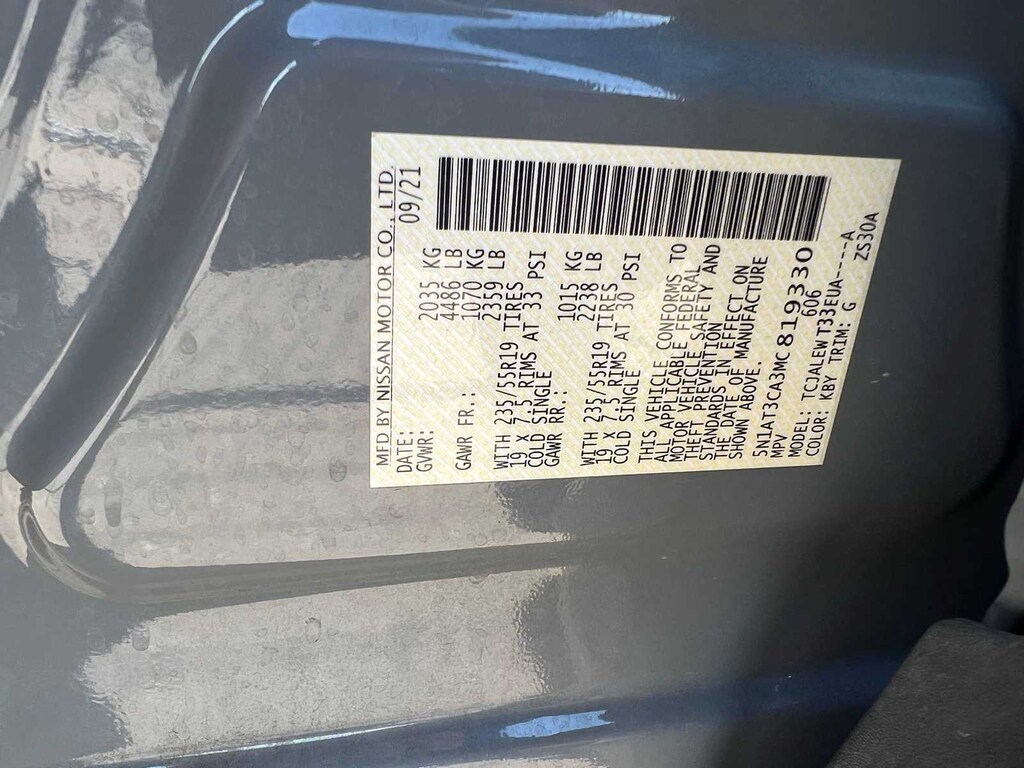 MFD BY NISSAN MOTOR CO., LTD.
DATE: 09/21
GVWR: 2035 KG
4486 LB
GAWR FR.: 1070 KG
2359 LB
WITH 235/55R19 TIRES
19 x 7.5 RIMS AT 33 PSI
COLD SINGLE
GAWR RR.: 1015 KG
2238 LB
WITH 235/55R19 TIRES
19 x 7.5 RIMS AT 30 PSI
COLD SINGLE
THIS VEHICLE CONFORMS TO
ALL APPLICABLE FEDERAL
MOTOR VEHICLE SAFETY AND
THEFT PREVENTION
STANDARDS IN EFFECT ON
THE DATE OF MANUFACTURE
SHOWN ABOVE.
5N1AT3CA3MC819330
MPV 606
MODEL: TCJALEWT33EUA----A
COLOR: KBY TRIM: G ZS30A